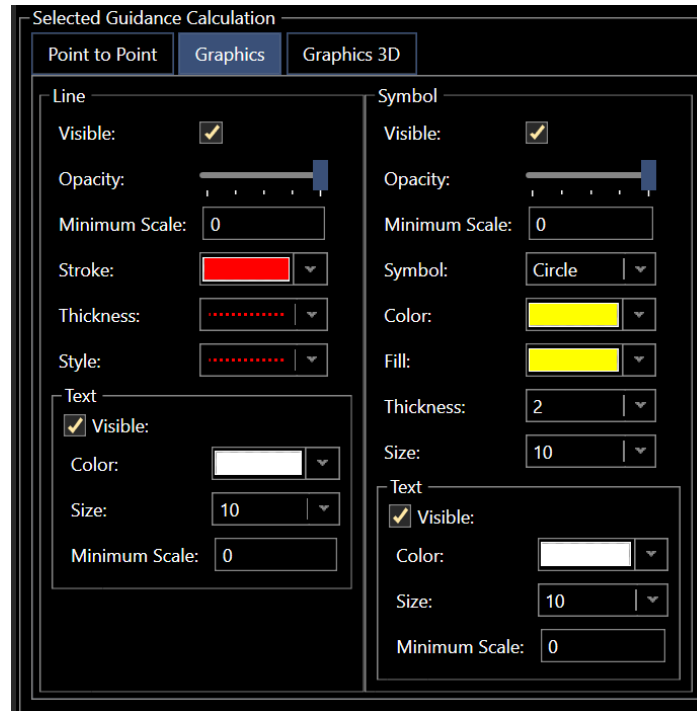 Selected Guidance Calculation
Point to Point Graphics Graphics 3D
Line
Visible:
Opacity:
Minimum Scale: 0
Stroke:
Thickness:
Style:
Text
Visible:
Color:
Size: 10
Minimum Scale: 0
Symbol
Visible:
Opacity:
Minimum Scale: 0
Symbol: Circle
Color:
Fill:
Thickness: 2
Size: 10
Text
Visible:
Color:
Size: 10
Minimum Scale: 0